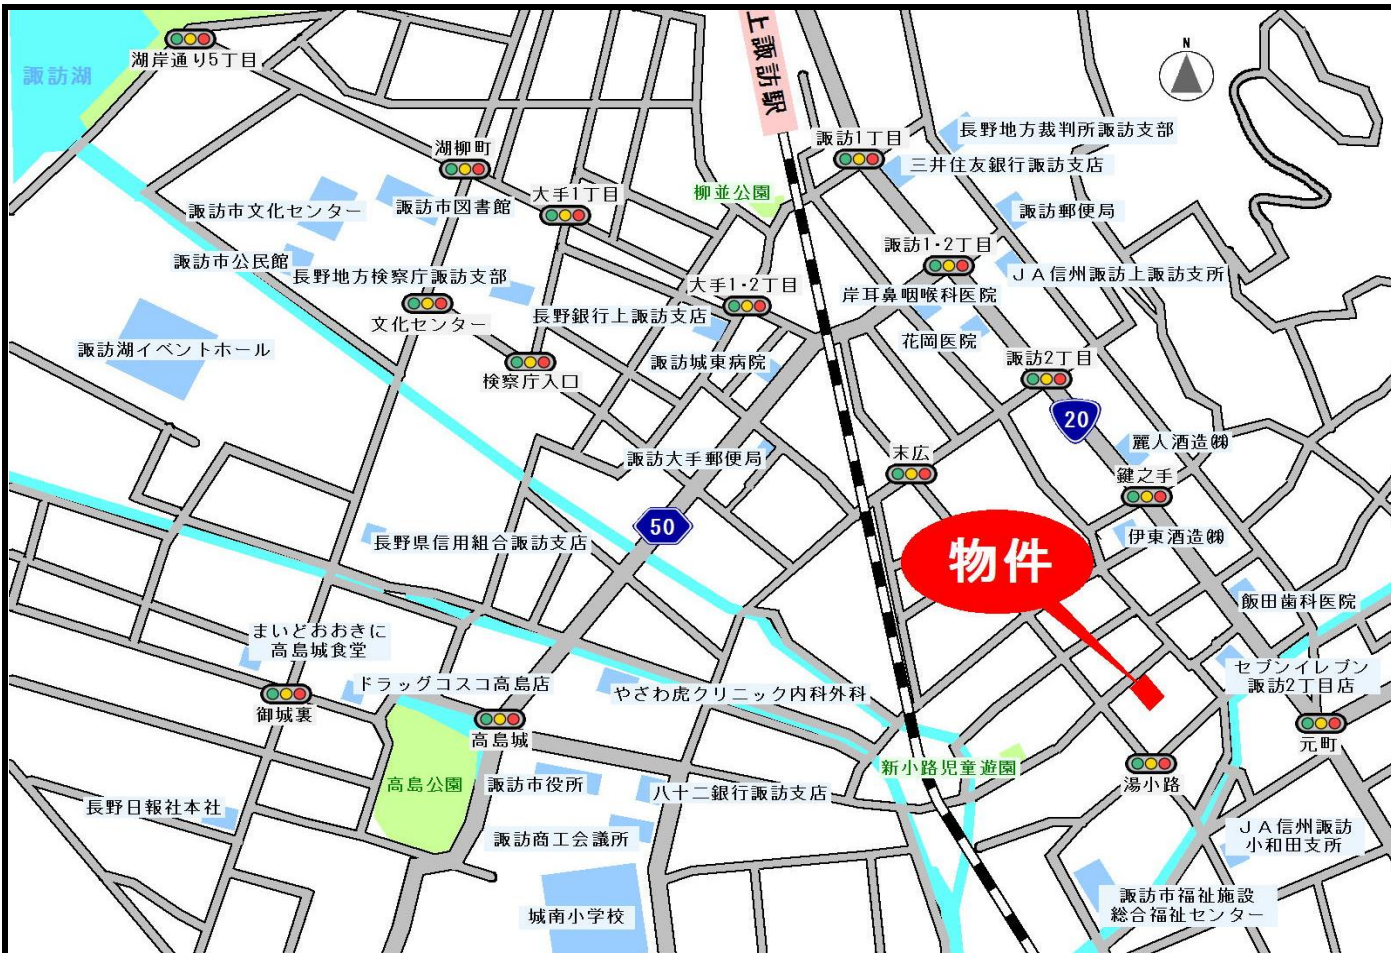 湖岸通り5丁目
諏訪湖
上諏訪駅
N
諏訪1丁目
長野地方裁判所諏訪支部
三井住友銀行諏訪支店
湖柳町
大手1丁目
柳並公園
諏訪市文化センター
諏訪市図書館
諏訪郵便局
諏訪市公民館
長野地方検察庁諏訪支部
諏訪1・2丁目
JA信州諏訪上諏訪支所
大手1・2丁目
岸耳鼻咽喉科医院
文化センター
長野銀行上諏訪支店
花岡医院
諏訪湖イベントホール
検察庁入口
諏訪城東病院
諏訪2丁目
20
麗人酒造㈱
諏訪大手郵便局
末広
鍵之手
50
長野県信用組合諏訪支店
伊東酒造㈱
物件
飯田歯科医院
まいどおおきに
高島城食堂
ドラッグコスコ高島店
やざわ虎クリニック内科外科
セブンイレブン
諏訪2丁目店
御城裏
高島城
元町
高島公園
諏訪市役所
八十二銀行諏訪支店
新小路児童遊園
湯小路
長野日報社本社
諏訪商工会議所
JA信州諏訪
小和田支所
城南小学校
諏訪市福祉施設
総合福祉センター